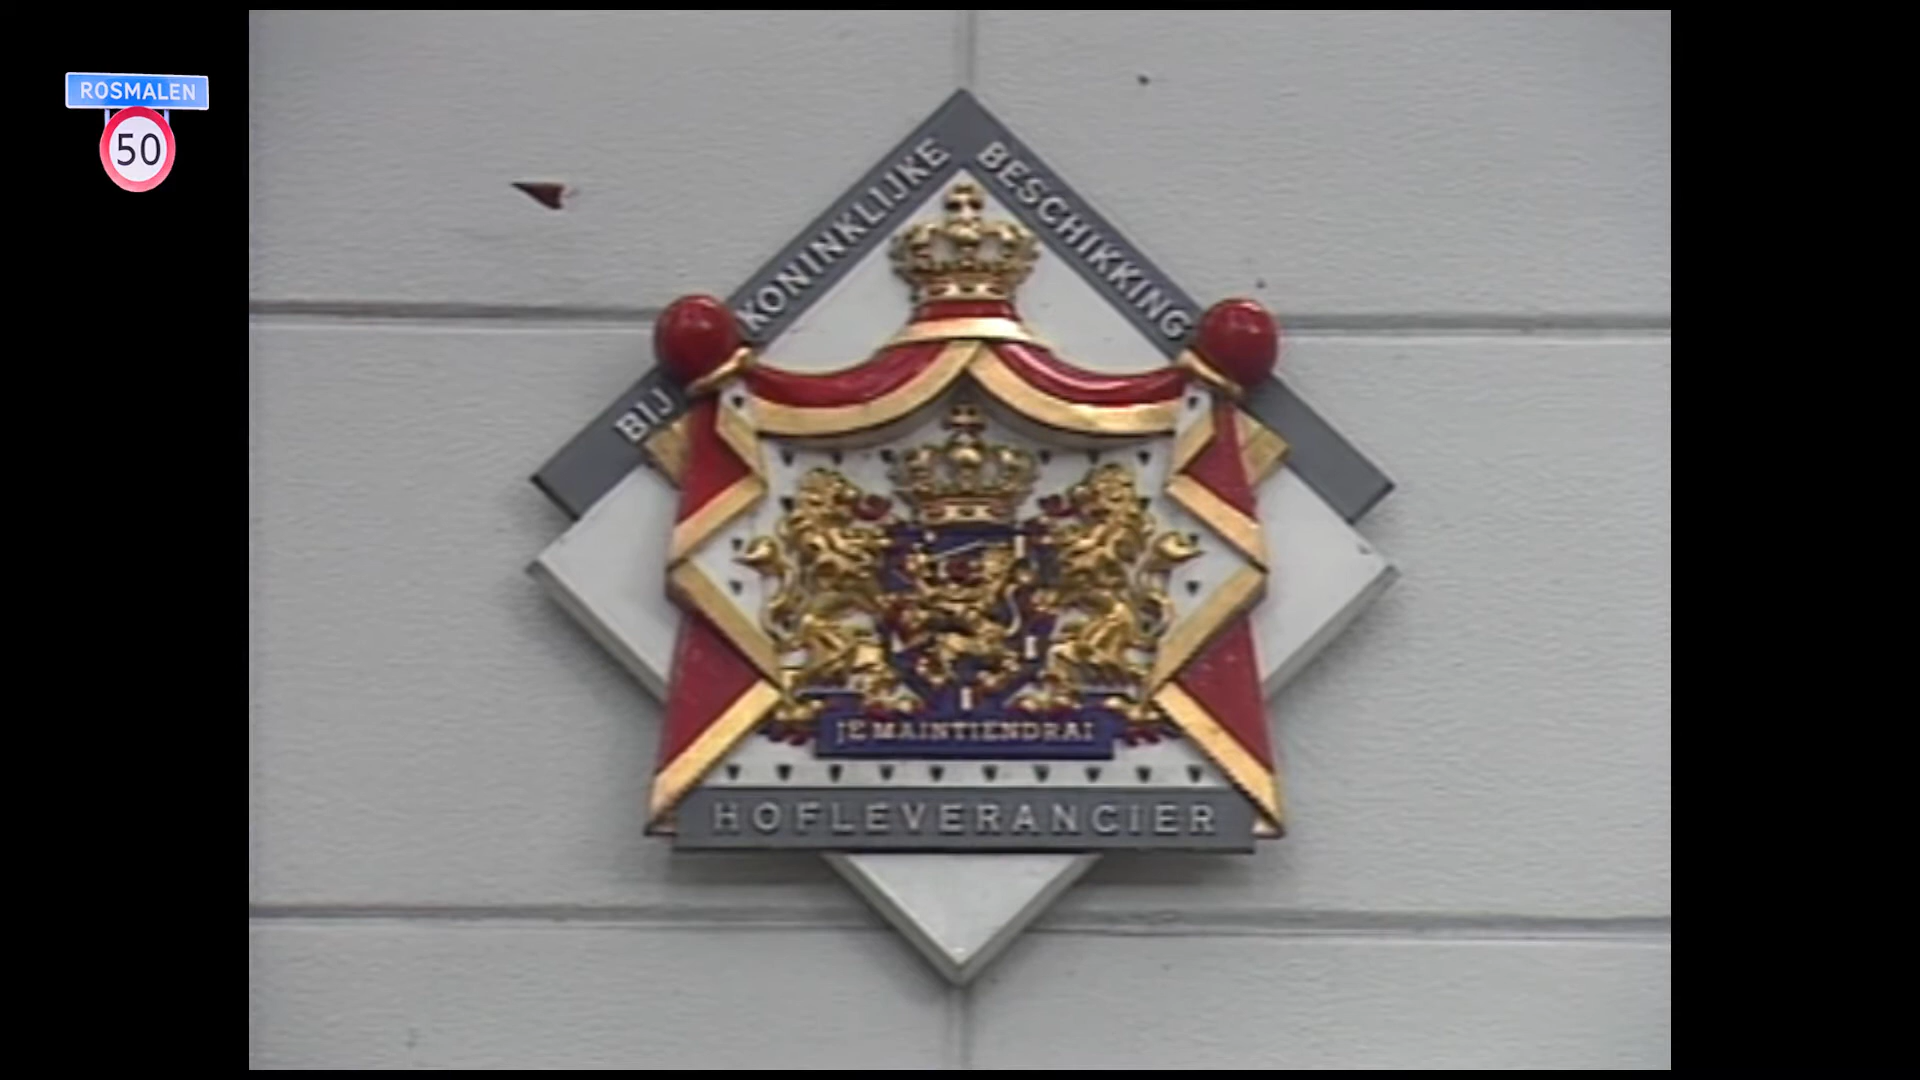 ROSMALEN
50
BIJ KONINKLIJKE BESCHIKKING
JE MAINTIENDRAI
HOFLEVERANCIER